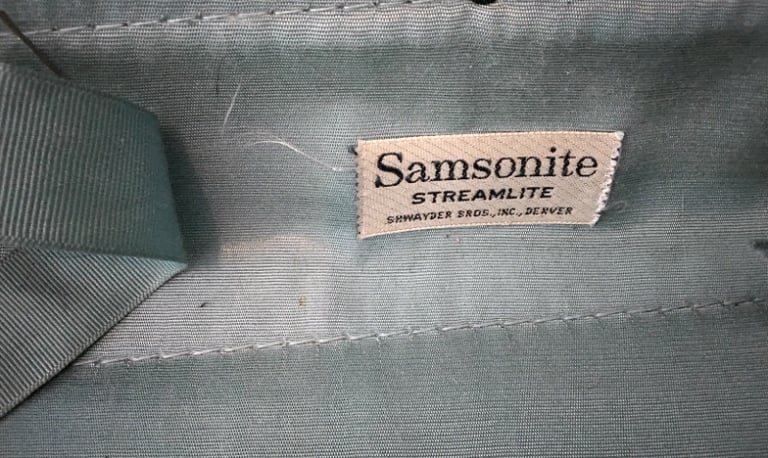 Samsonite
STREAMLITE
SHWAYDER BROS., INC., DENVER